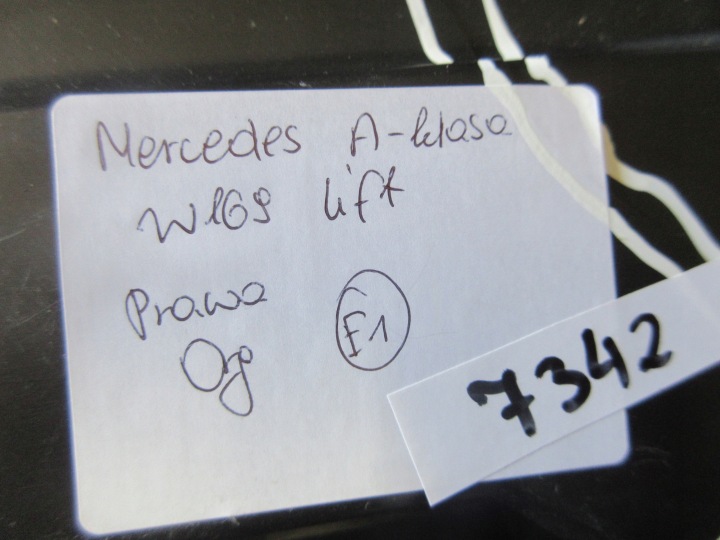 Mercedes A-klasa
W169 lift
Prawa E1
Org
7342